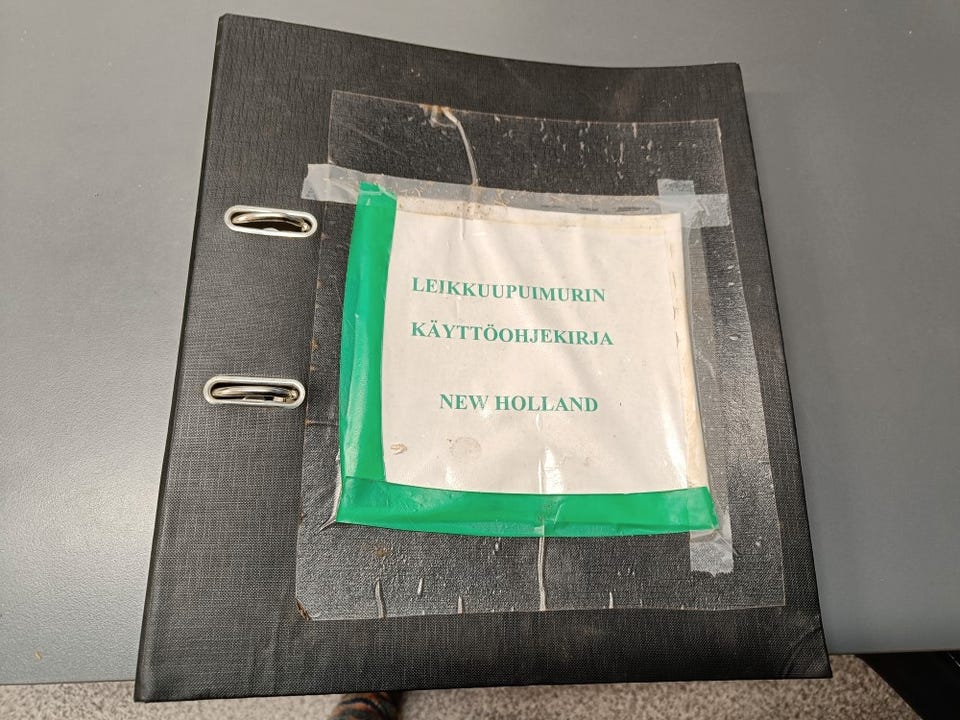 LEIKKUUPUIMURIN
KÄYTTÖOHJEKIRJA
NEW HOLLAND